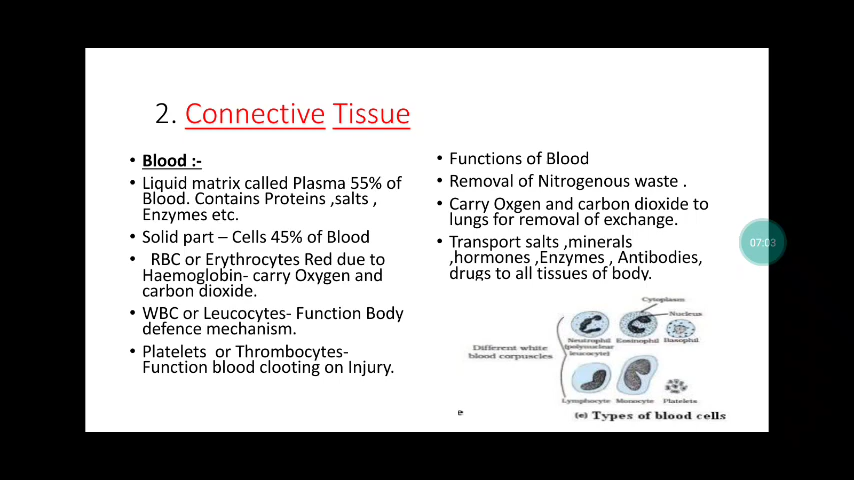 2. Connective Tissue
• Blood :-
• Liquid matrix called Plasma 55% of
Blood. Contains Proteins ,salts ,
Enzymes etc.
• Solid part – Cells 45% of Blood
• RBC or Erythrocytes Red due to
Haemoglobin- carry Oxygen and
carbon dioxide.
• WBC or Leucocytes- Function Body
defence mechanism.
• Platelets or Thrombocytes-
Function blood clooting on Injury.
• Functions of Blood
• Removal of Nitrogenous waste .
• Carry Oxgen and carbon dioxide to
lungs for removal of exchange.
• Transport salts ,minerals
,hormones ,Enzymes , Antibodies,
drugs to all tissues of body.
07:03
Cytoplasm
Nucleus
Neutrophil Eosinophil Basophil
(polynuclear
leucocyte)
Different white
blood corpuscles
Lymphocyte Monocyte Platelets
(e) Types of blood cells
e